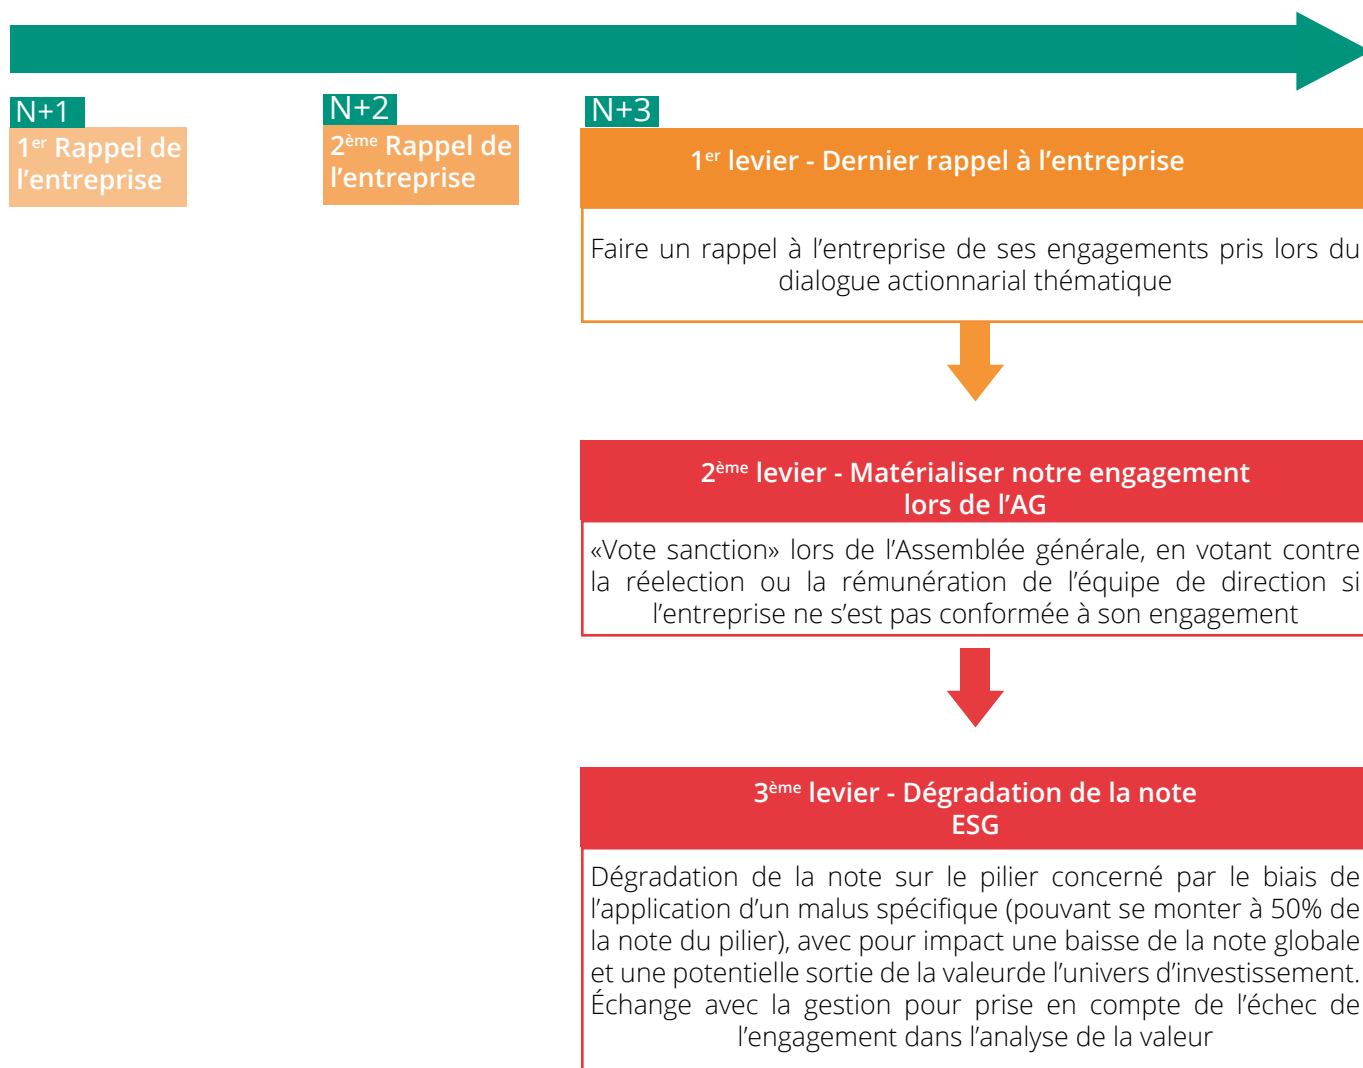 N+1
1er Rappel de
l’entreprise
N+2
2ème Rappel de
l’entreprise
N+3
1er levier - Dernier rappel à l’entreprise
Faire un rappel à l’entreprise de ses engagements pris lors du
dialogue actionnarial thématique
2ème levier - Matérialiser notre engagement
lors de l’AG
«Vote sanction» lors de l’Assemblée générale, en votant contre
la réelection ou la rémunération de l’équipe de direction si
l’entreprise ne s’est pas conformée à son engagement
3ème levier - Dégradation de la note
ESG
Dégradation de la note sur le pilier concerné par le biais de
l’application d’un malus spécifique (pouvant se monter à 50% de
la note du pilier), avec pour impact une baisse de la note globale
et une potentielle sortie de la valeurde l’univers d’investissement.
Échange avec la gestion pour prise en compte de l’échec de
l’engagement dans l’analyse de la valeur